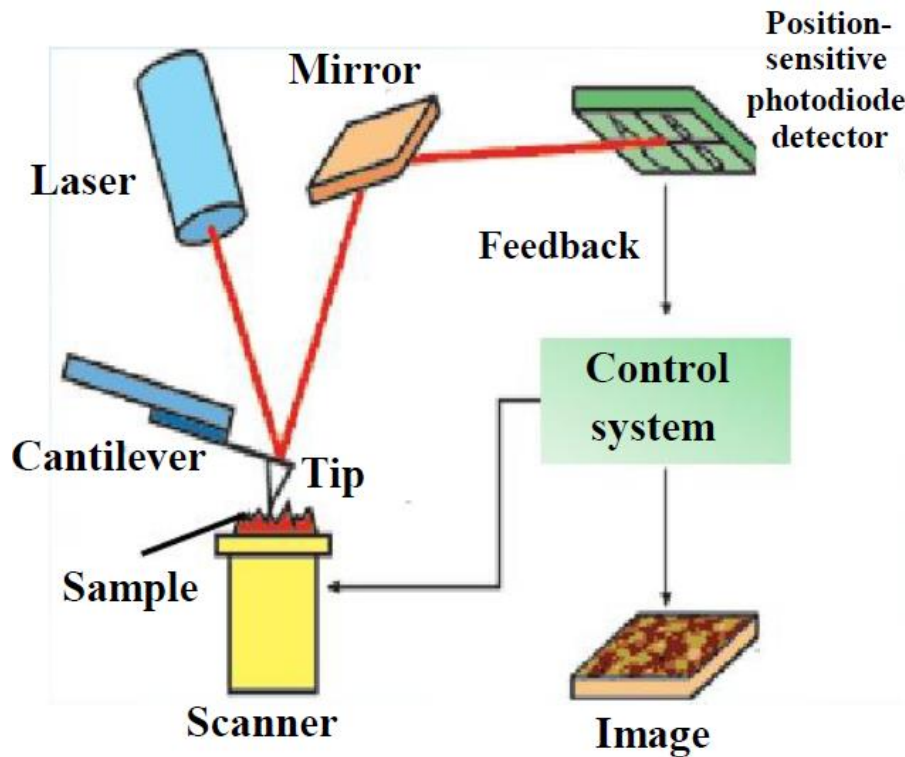 Position-
sensitive
photodiode
detector
Mirror
Laser
Feedback
Control
system
Cantilever
Tip
Sample
Scanner
Image